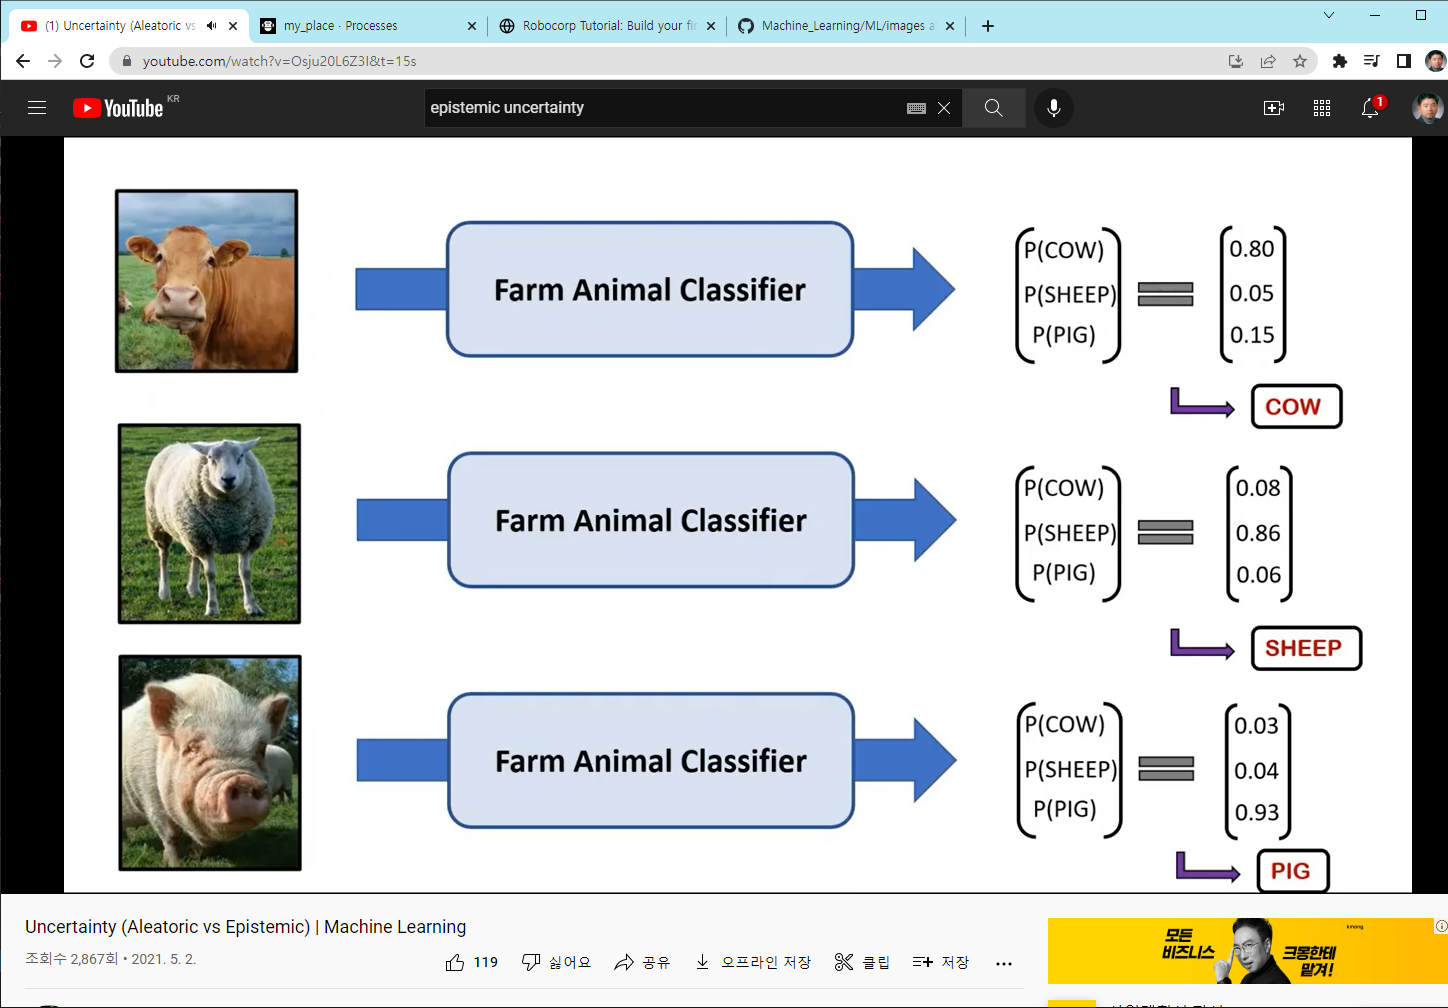 (1) Uncertainty (Aleatoric vs
my_place · Processes
Robocorp Tutorial: Build your fir
Machine_Learning/ML/images a
youtube.com/watch?v=Osju20L6Z3I&t=15s
YouTube KR
epistemic uncertainty
1
Farm Animal Classifier
P(COW)
P(SHEEP)
P(PIG)
0.80
0.05
0.15
COW
Farm Animal Classifier
P(COW)
P(SHEEP)
P(PIG)
0.08
0.86
0.06
SHEEP
Farm Animal Classifier
P(COW)
P(SHEEP)
P(PIG)
0.03
0.04
0.93
PIG
Uncertainty (Aleatoric vs Epistemic) | Machine Learning
조회수 2,867회 • 2021. 5. 2.
119
싫어요
공유
오프라인 저장
클립
저장
kmong
모든
비즈니스
크몽한테
맡겨!